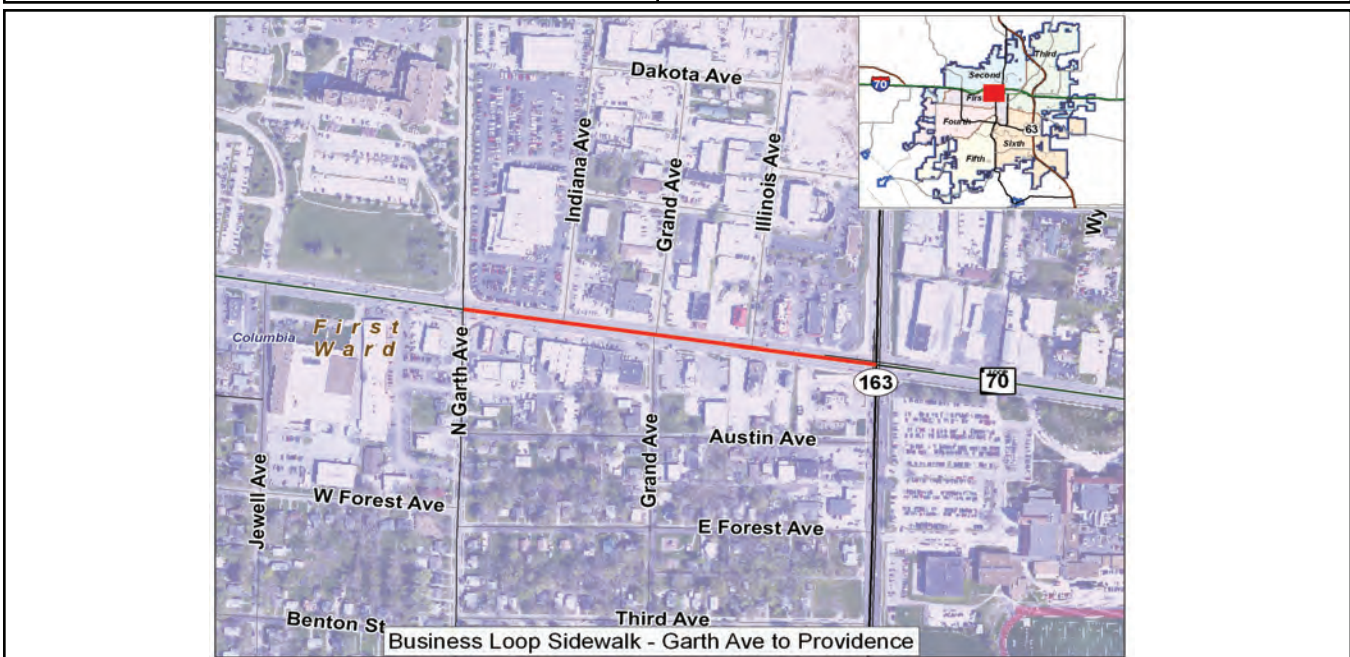 Dakota Ave
Indiana Ave
Grand Ave
Illinois Ave
Third
Second
70
Firs
Fourth
63
Sixth
Fifth
Wy
First
Ward
Columbia
N Garth Ave
163
70
Austin Ave
Grand Ave
Jewell Ave
W Forest Ave
E Forest Ave
Benton St
Third Ave
Business Loop Sidewalk - Garth Ave to Providence